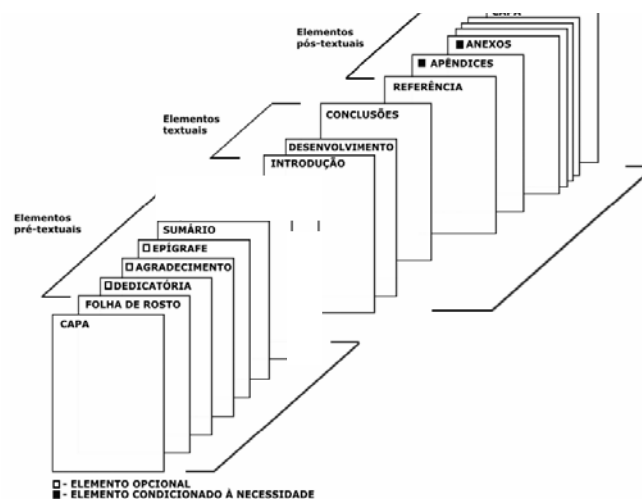 CAPA
Elementos
pós-textuais
■ ANEXOS
■ APÊNDICES
REFERÊNCIA
Elementos
textuais
CONCLUSÕES
DESENVOLVIMENTO
INTRODUÇÃO
Elementos
pré-textuais
SUMÁRIO
□ EPÍGRAFE
□ AGRADECIMENTO
□ DEDICATÓRIA
FOLHA DE ROSTO
CAPA
□ - ELEMENTO OPCIONAL
■ - ELEMENTO CONDICIONADO À NECESSIDADE